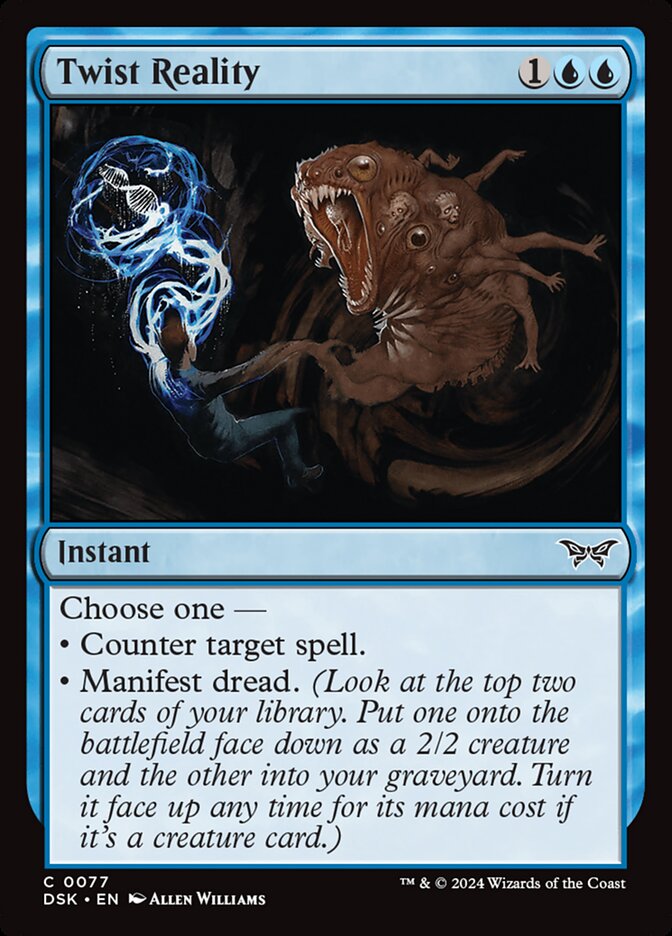 Twist Reality
1
Instant
Choose one —
• Counter target spell.
• Manifest dread. (Look at the top two
cards of your library. Put one onto the
battlefield face down as a 2/2 creature
and the other into your graveyard. Turn
it face up any time for its mana cost if
it's a creature card.)
C 0077
DSK • EN Allen Williams
™ & © 2024 Wizards of the Coast